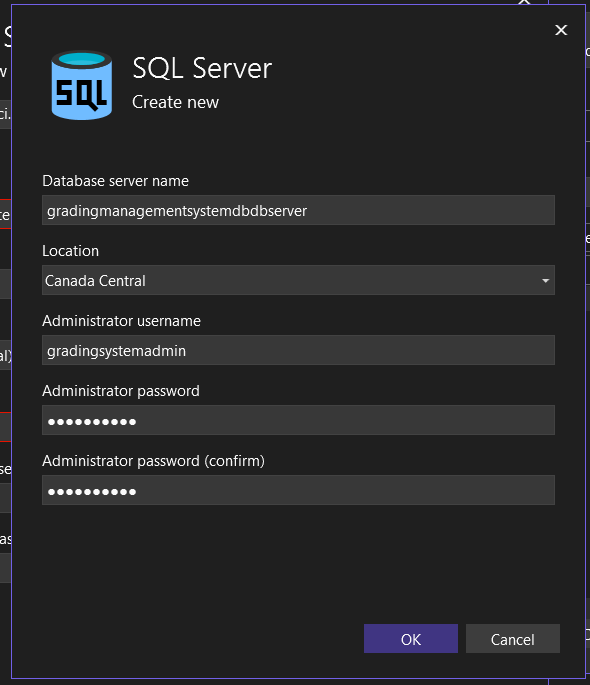 SQL Server
Create new
SQL
Database server name
gradingmanagementsystemdbdbserver
Location
Canada Central
Administrator username
gradingsystemadmin
Administrator password
●●●●●●●●●●
Administrator password (confirm)
●●●●●●●●●●
OK
Cancel